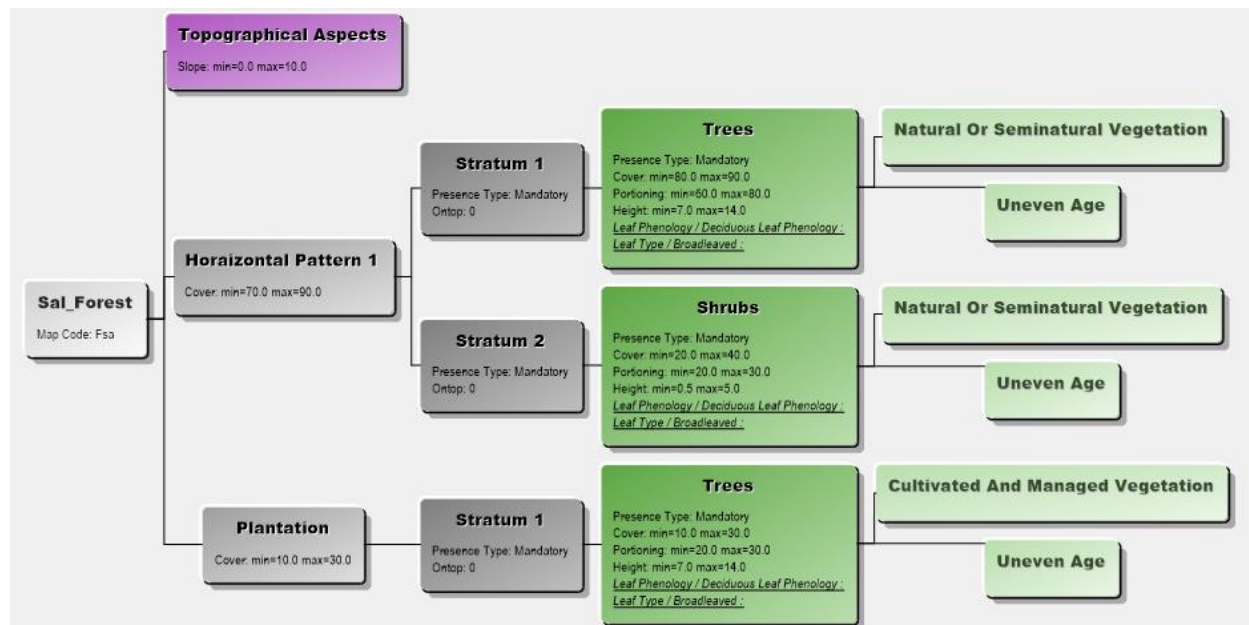 Topographical Aspects
Slope: min=0.0 max=10.0
Sal_Forest
Map Code: Fsa
Horaizontal Pattern 1
Cover: min=70.0 max=90.0
Stratum 1
Presence Type: Mandatory
Ontop: 0
Trees
Presence Type: Mandatory
Cover: min=80.0 max=90.0
Portioning: min=60.0 max=80.0
Height: min=7.0 max=14.0
Leaf Phenology / Deciduous Leaf Phenology :
Leaf Type / Broadleaved :
Natural Or Seminatural Vegetation
Uneven Age
Stratum 2
Presence Type: Mandatory
Ontop: 0
Shrubs
Presence Type: Mandatory
Cover: min=20.0 max=40.0
Portioning: min=20.0 max=30.0
Height: min=0.5 max=5.0
Leaf Phenology / Deciduous Leaf Phenology :
Leaf Type / Broadleaved :
Natural Or Seminatural Vegetation
Uneven Age
Plantation
Cover: min=10.0 max=30.0
Stratum 1
Presence Type: Mandatory
Ontop: 0
Trees
Presence Type: Mandatory
Cover: min=10.0 max=30.0
Portioning: min=20.0 max=30.0
Height: min=7.0 max=14.0
Leaf Phenology / Deciduous Leaf Phenology :
Leaf Type / Broadleaved :
Cultivated And Managed Vegetation
Uneven Age